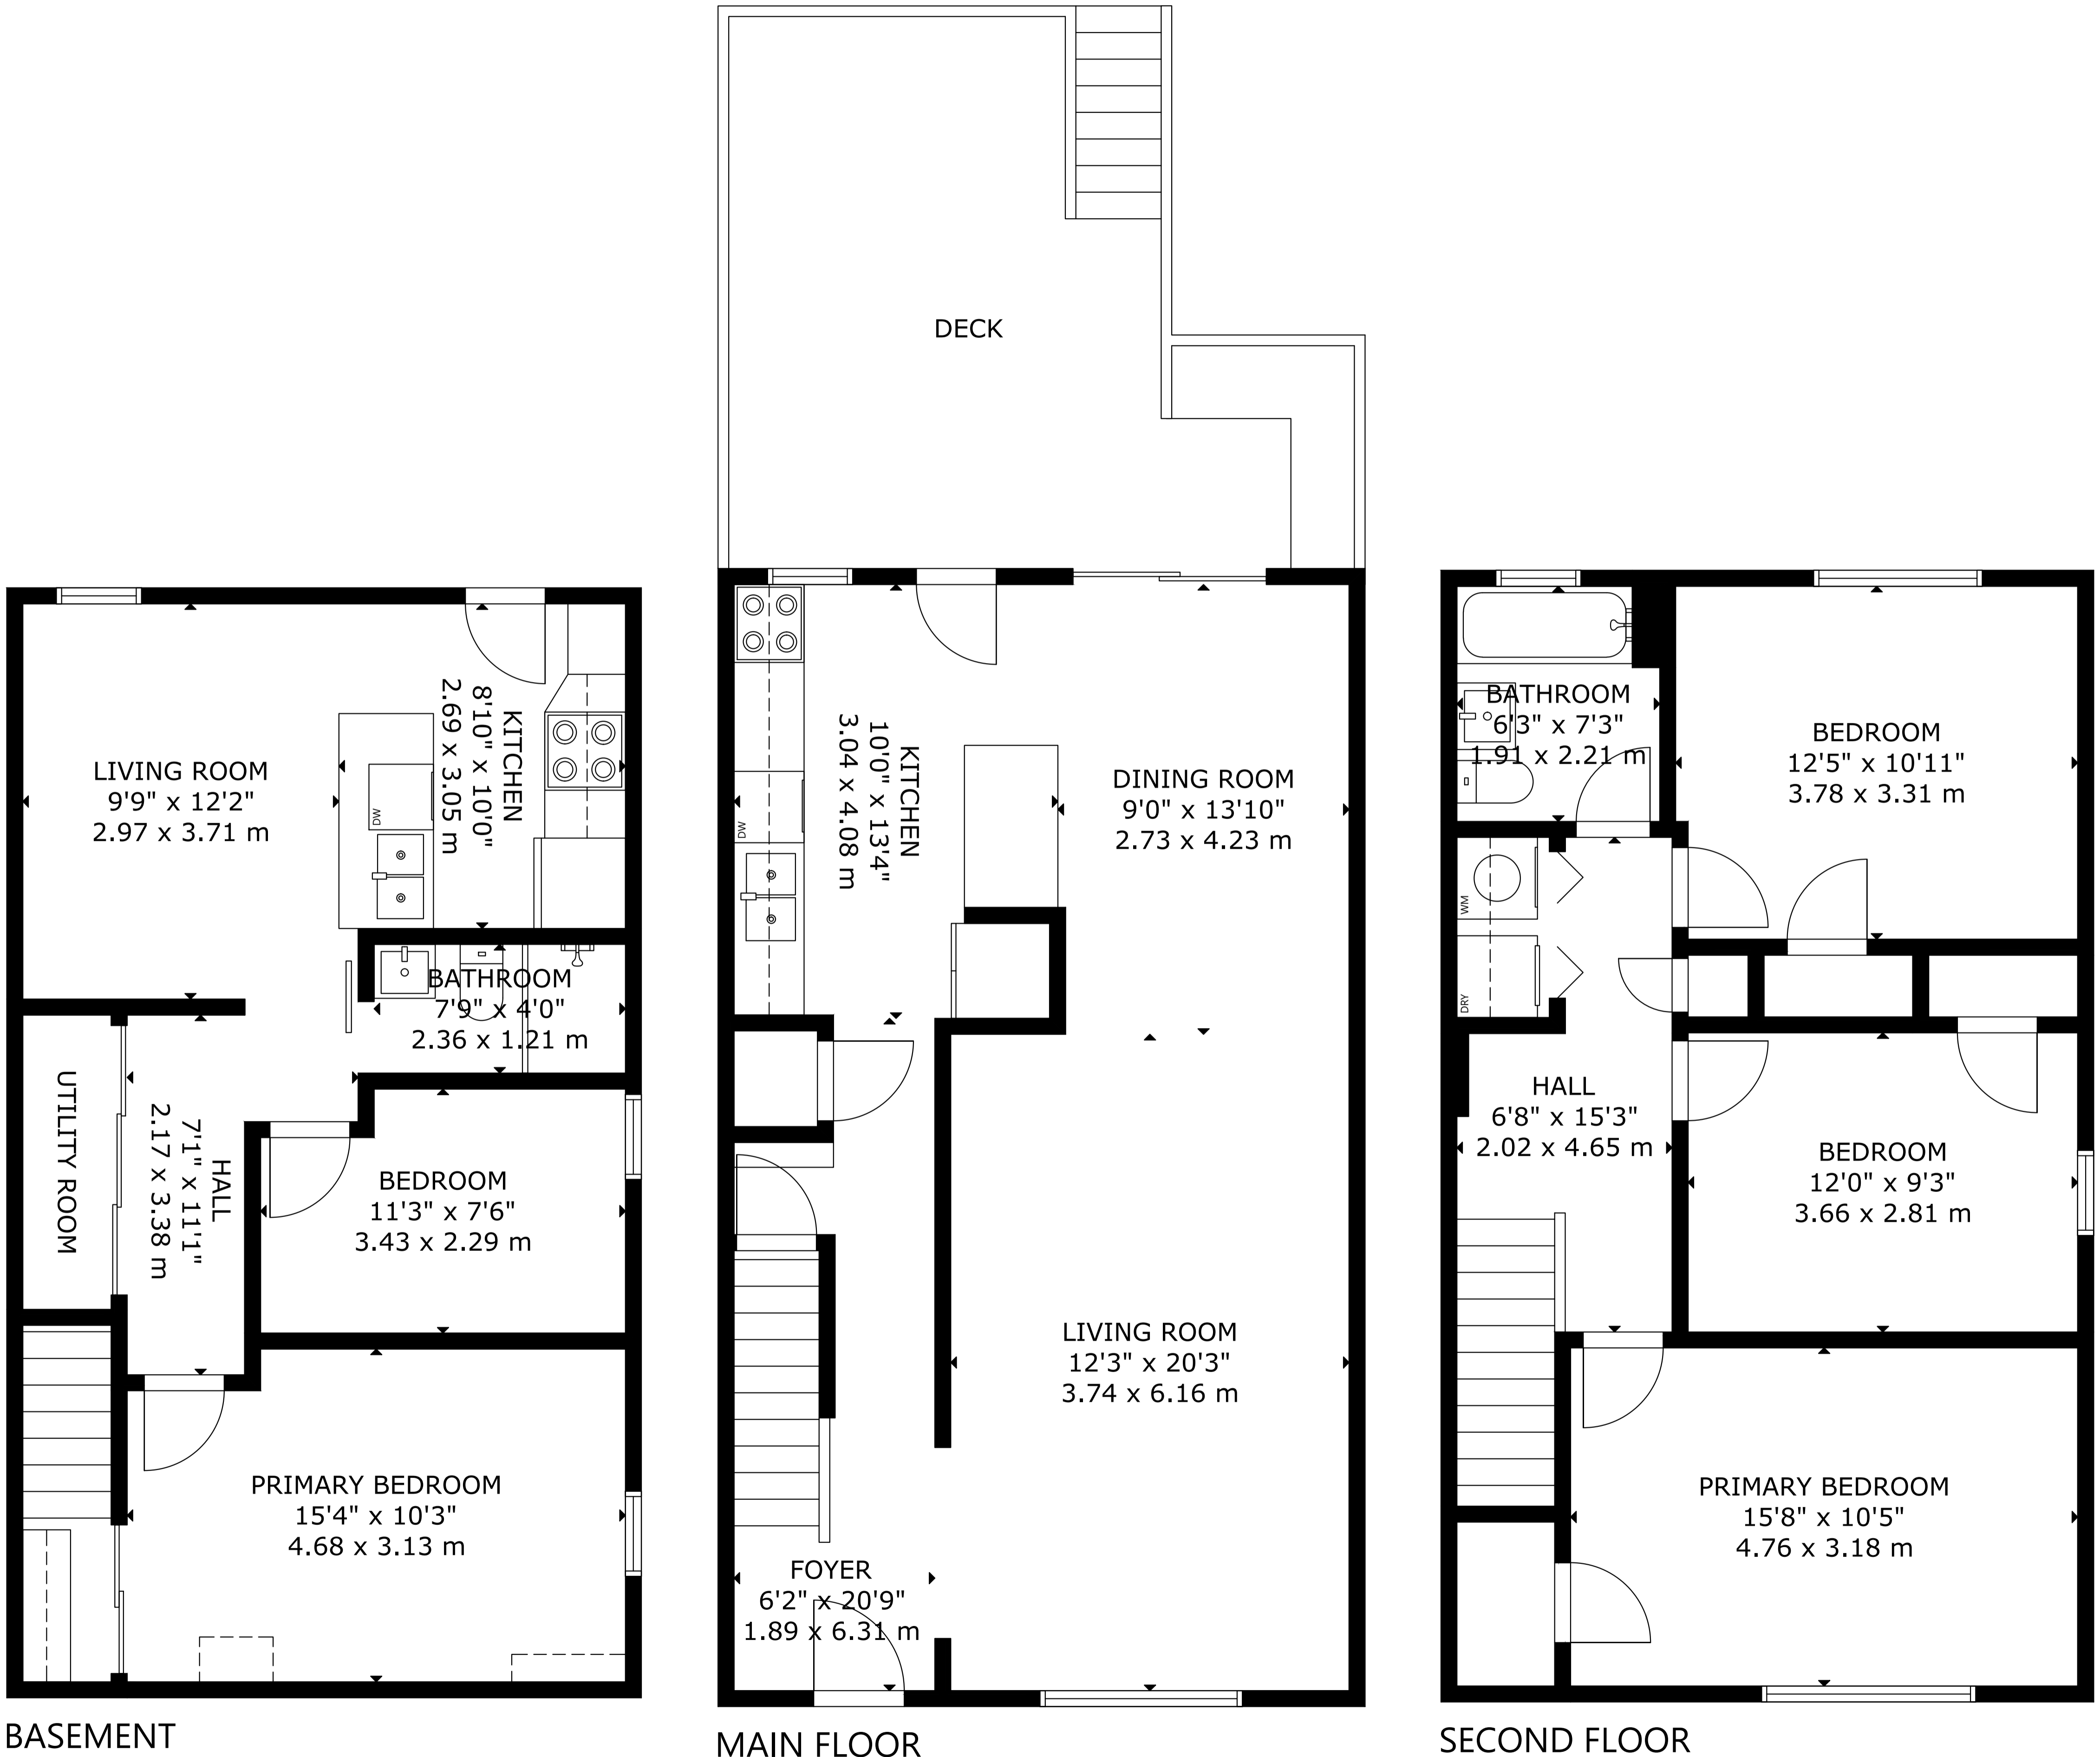 LIVING ROOM
9'9" x 12'2"
2.97 x 3.71 m
KITCHEN
8'10" x 10'0"
2.69 x 3.05 m
DW
BATHROOM
7'9" x 4'0"
2.36 x 1.21 m
UTILITY ROOM
HALL
7'1" x 11'1"
2.17 x 3.38 m
BEDROOM
11'3" x 7'6"
3.43 x 2.29 m
PRIMARY BEDROOM
15'4" x 10'3"
4.68 x 3.13 m
BASEMENT
DECK
KITCHEN
10'0" x 13'4"
3.04 x 4.08 m
DW
DINING ROOM
9'0" x 13'10"
2.73 x 4.23 m
LIVING ROOM
12'3" x 20'3"
3.74 x 6.16 m
FOYER
6'2" x 20'9"
1.89 x 6.31 m
MAIN FLOOR
BATHROOM
6'3" x 7'3"
1.91 x 2.21 m
BEDROOM
12'5" x 10'11"
3.78 x 3.31 m
WM
DRY
HALL
6'8" x 15'3"
2.02 x 4.65 m
BEDROOM
12'0" x 9'3"
3.66 x 2.81 m
PRIMARY BEDROOM
15'8" x 10'5"
4.76 x 3.18 m
SECOND FLOOR